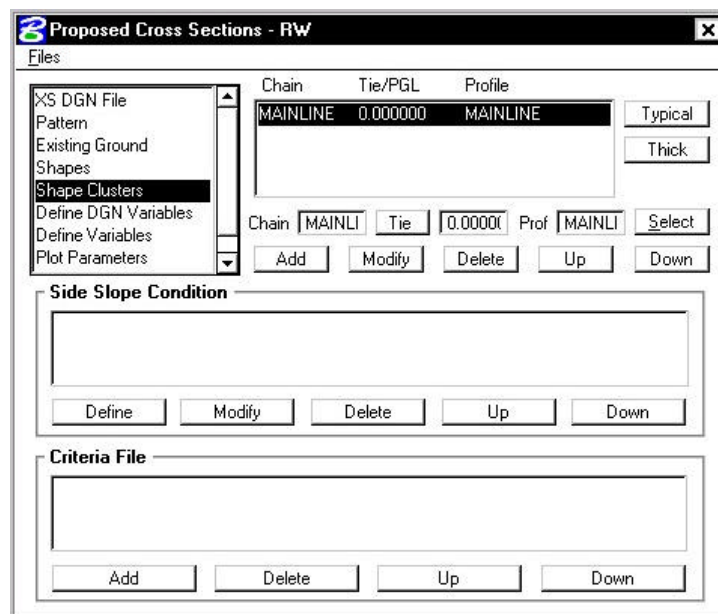 Proposed Cross Sections - RW
Files
XS DGN File
Pattern
Existing Ground
Shapes
Shape Clusters
Define DGN Variables
Define Variables
Plot Parameters
Chain Tie/PGL Profile
MAINLINE 0.000000 MAINLINE
Typical
Thick
Chain MAINLI Tie 0.0000( Prof MAINLI Select
Add Modify Delete Up Down
Side Slope Condition
Define Modify Delete Up Down
Criteria File
Add Delete Up Down